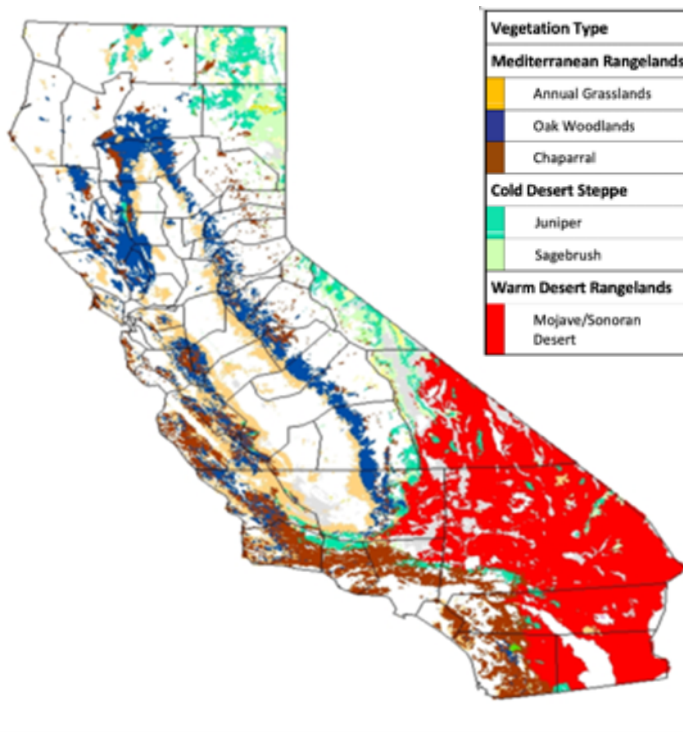 Vegetation Type
Mediterranean Rangelands
Annual Grasslands
Oak Woodlands
Chaparral
Cold Desert Steppe
Juniper
Sagebrush
Warm Desert Rangelands
Mojave/Sonoran
Desert